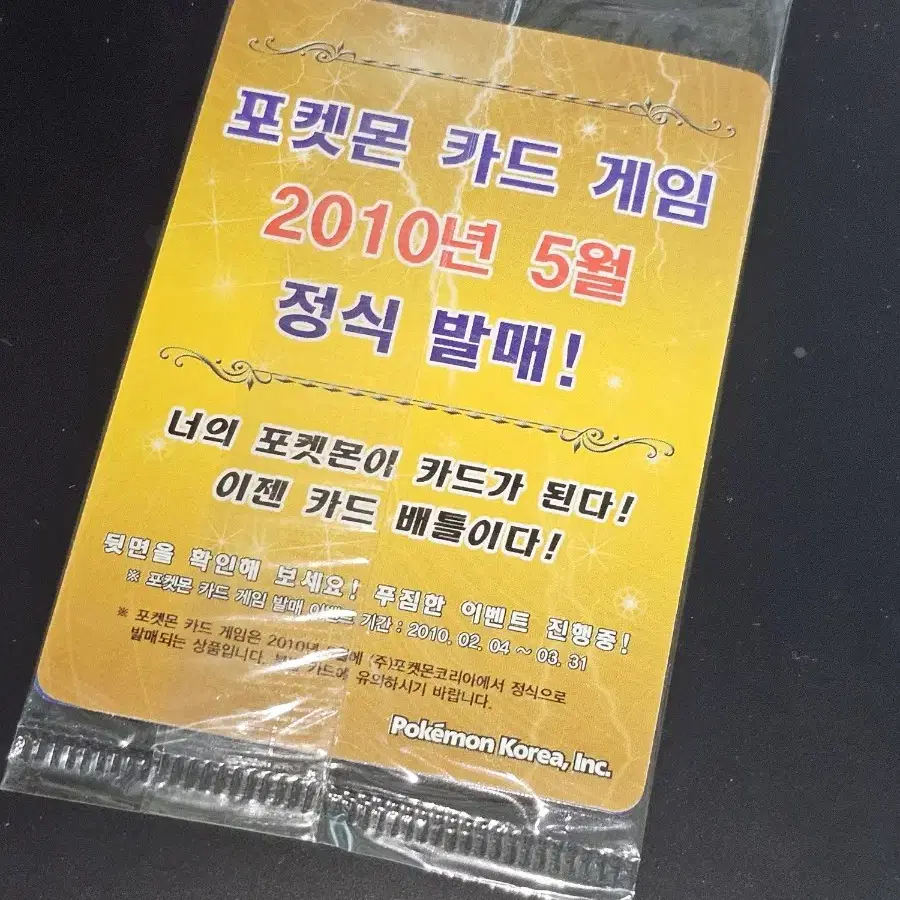 포켓몬 카드 게임
2010년 5월
정식 발매!
너의 포켓몬이 카드가 된다!
이젠 카드 배틀이다!
뒷면을 확인해 보세요! 푸짐한 이벤트 진행중!
※ 포켓몬 카드 게임 발매 이벤트 기간 : 2010. 02. 04 ~ 03. 31
※ 포켓몬 카드 게임은 2010년 (주)포켓몬코리아에서 정식으로
발매되는 상품입니다. 카드에 유의하시기 바랍니다.
Pokémon Korea, Inc.